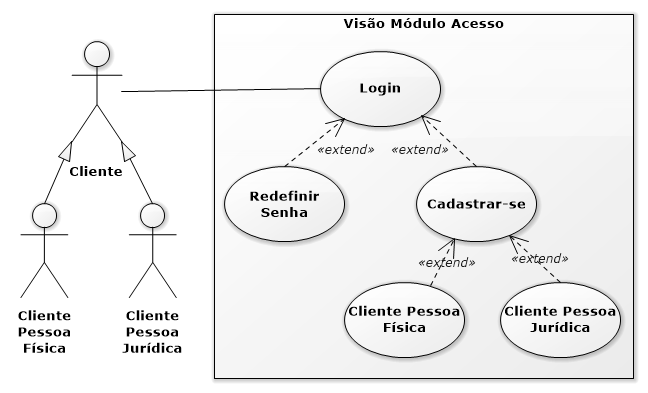 Visão Módulo Acesso
Login
«extend»
«extend»
Cliente
Redefinir
Senha
Cadastrar-se
«extend»
«extend»
Cliente
Pessoa
Física
Cliente
Pessoa
Jurídica
Cliente Pessoa
Física
Cliente Pessoa
Jurídica